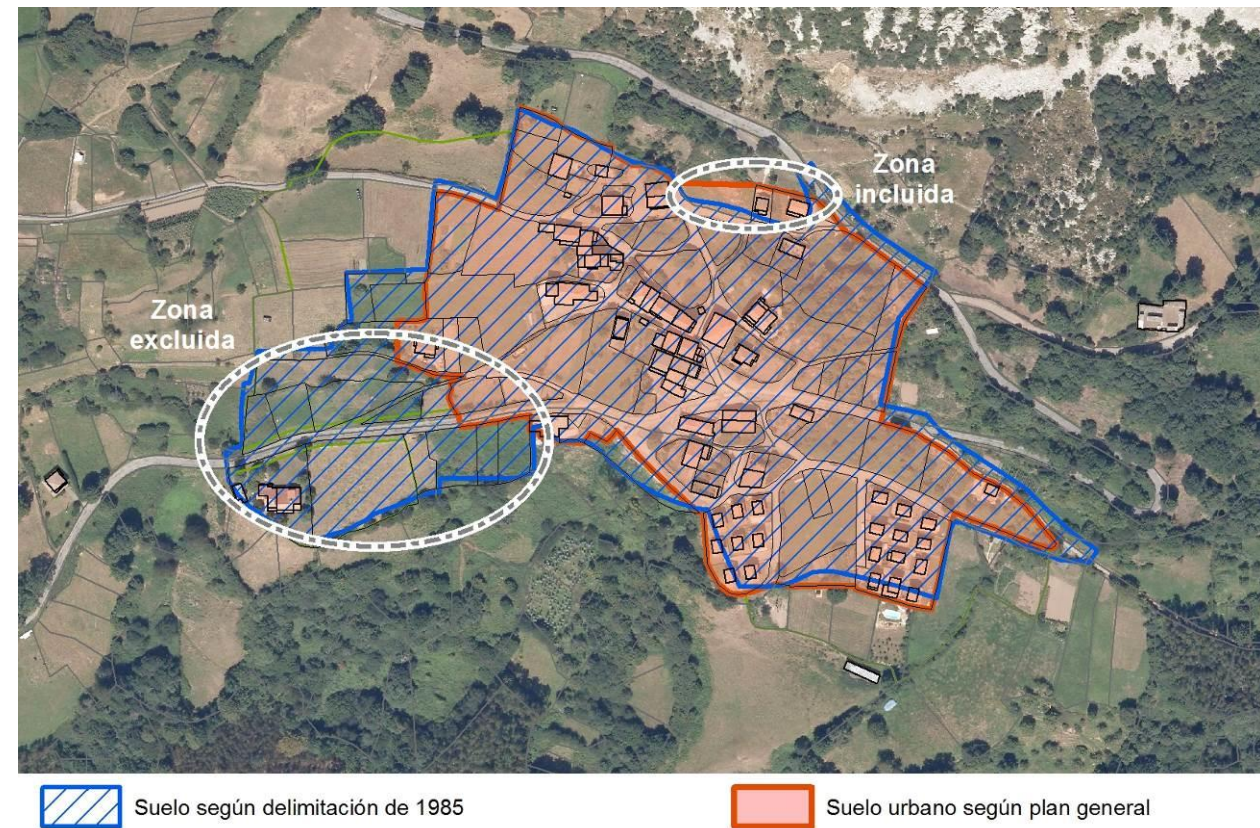 Zona
incluida
Zona
excluida
Suelo según delimitación de 1985
Suelo urbano según plan general